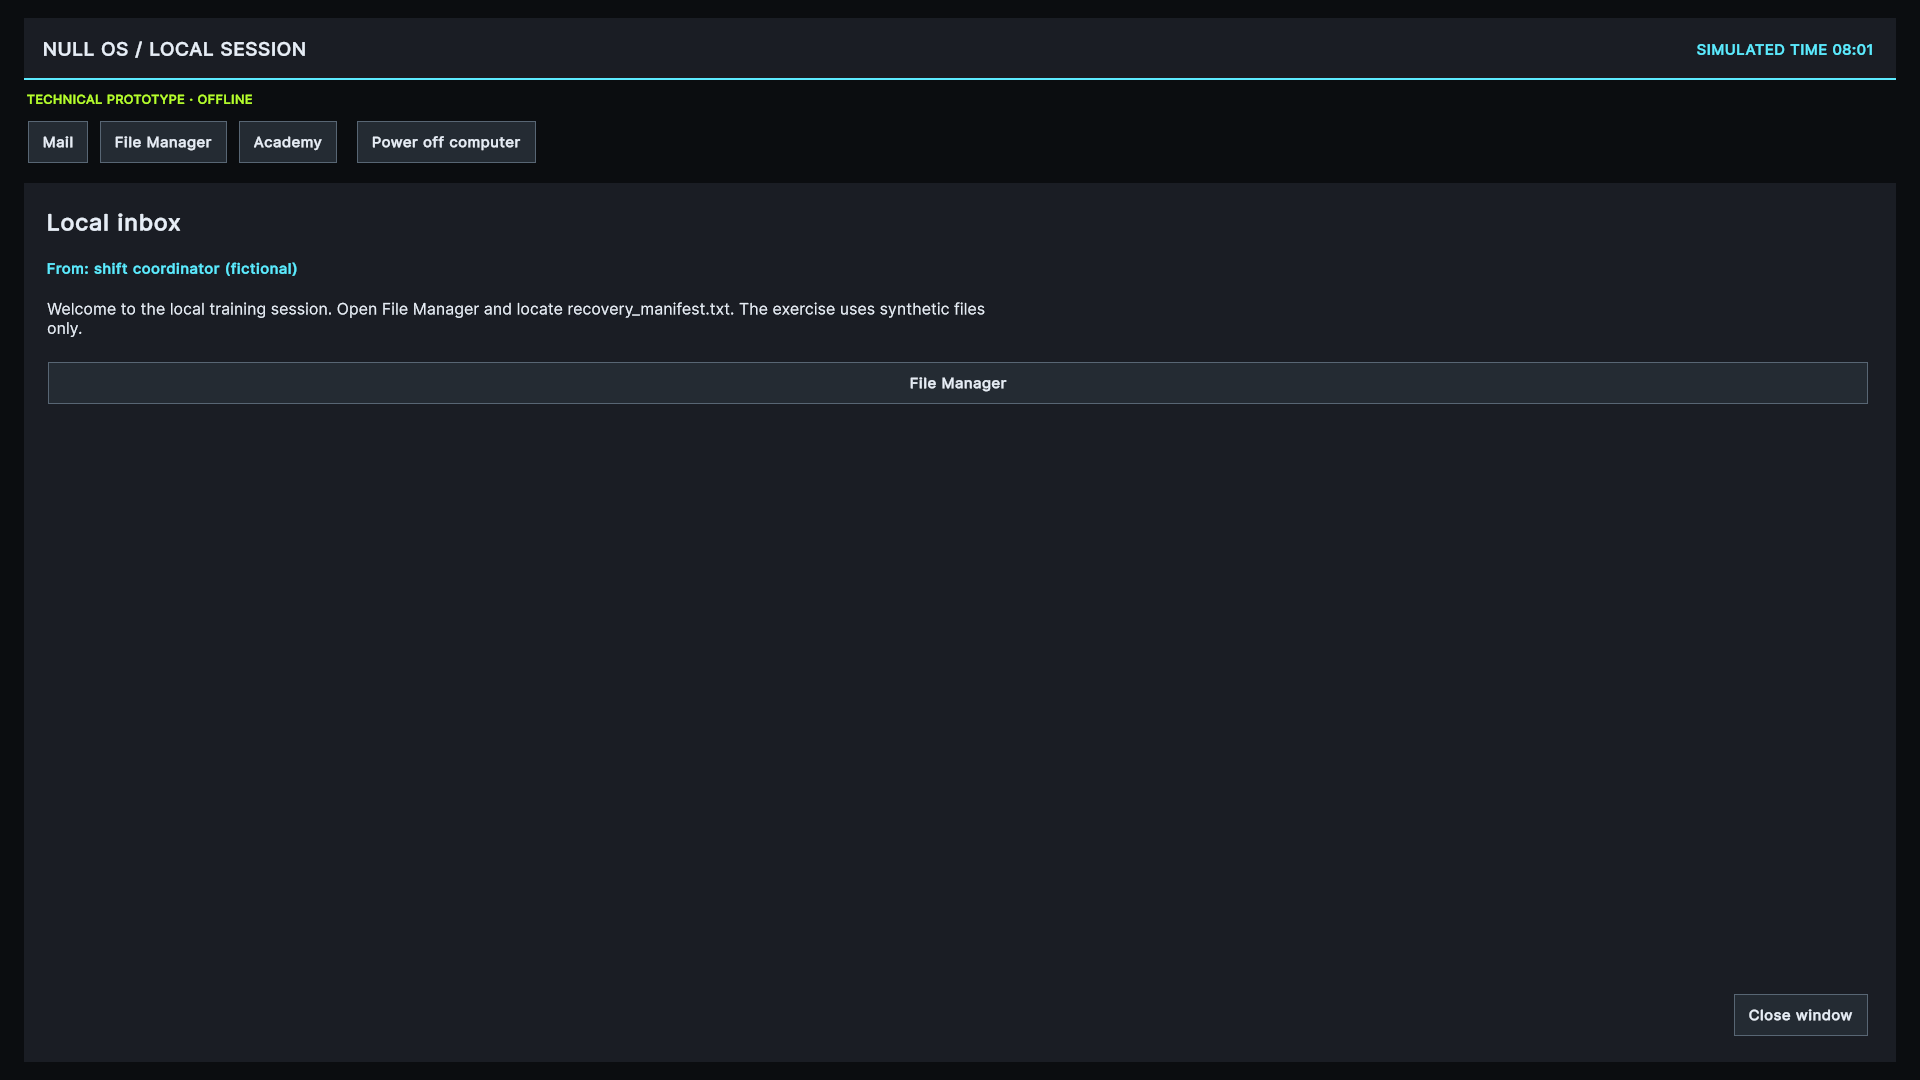 NULL OS / LOCAL SESSION
SIMULATED TIME 08:01
TECHNICAL PROTOTYPE · OFFLINE
Mail
File Manager
Academy
Power off computer
Local inbox
From: shift coordinator (fictional)
Welcome to the local training session. Open File Manager and locate recovery_manifest.txt. The exercise uses synthetic files
only.
File Manager
Close window